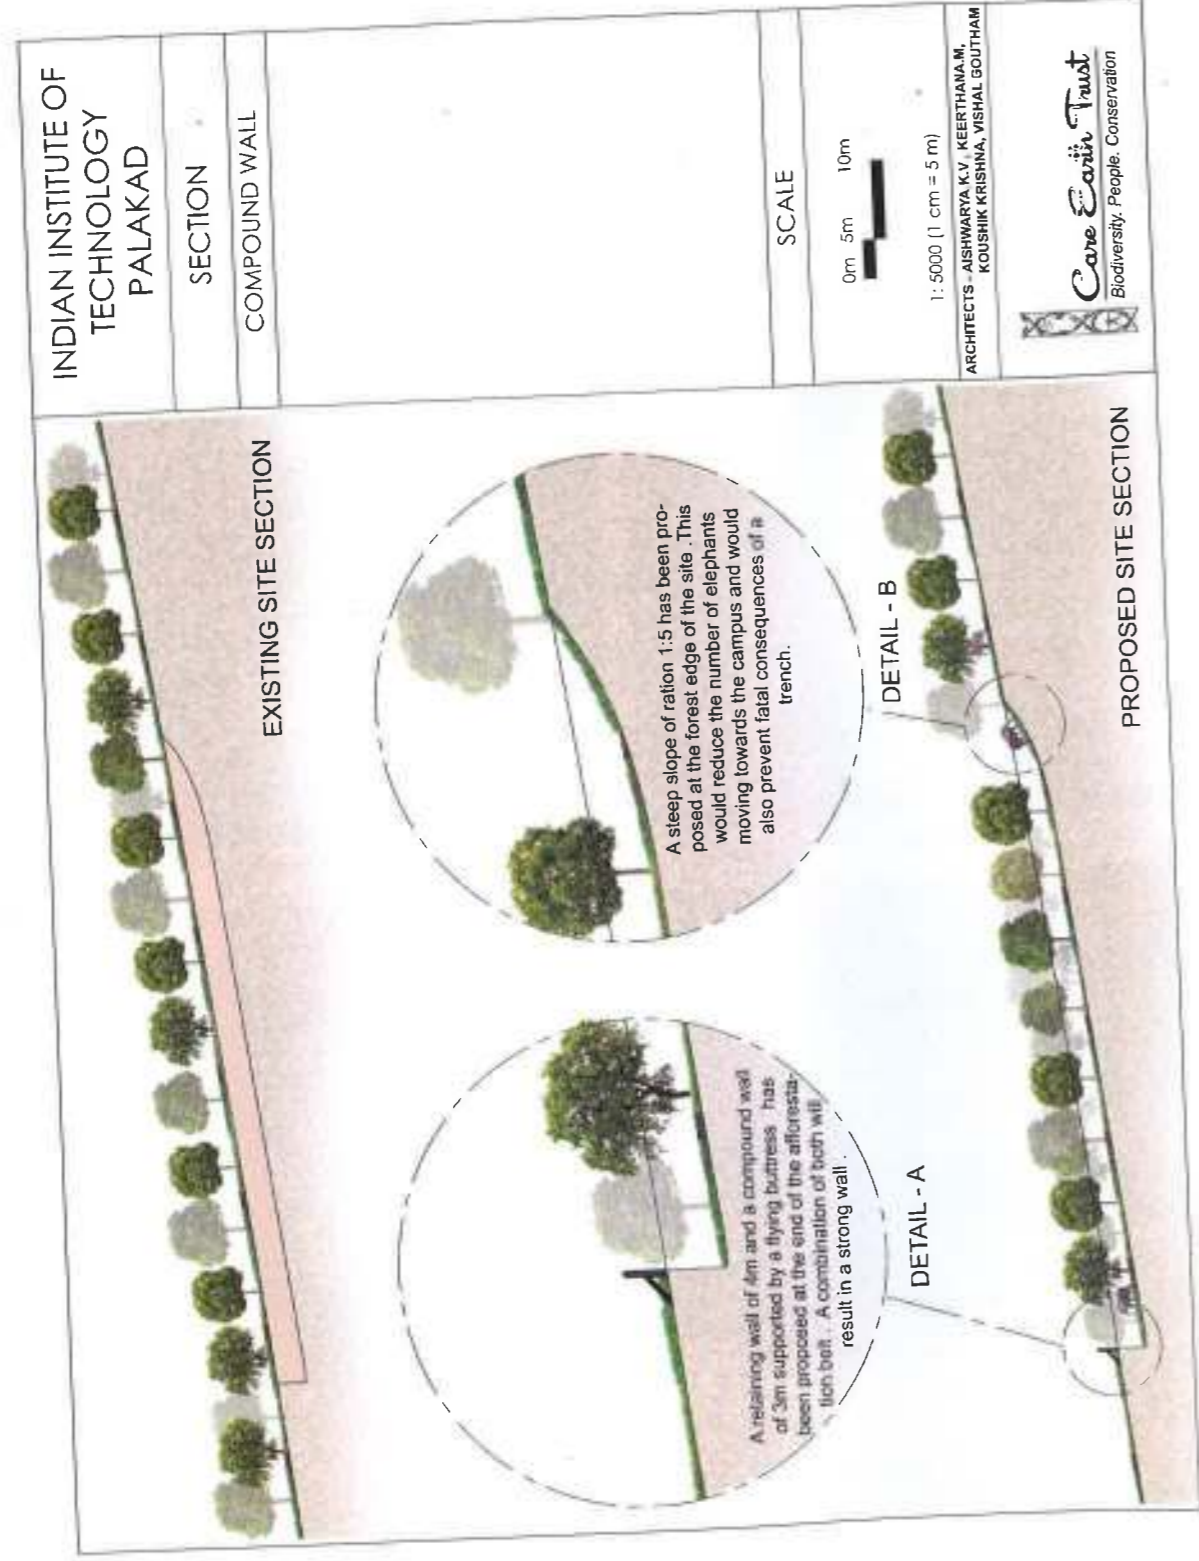 INDIAN INSTITUTE OF
TECHNOLOGY
PALAKAD
SECTION
COMPOUND WALL
SCALE
0m 5m 10m
1: 5000 (1 cm = 5 m)
ARCHITECTS - AISHWARYA.K.V , KEERTHANA.M,
KOUSHIK KRISHNA, VISHAL GOUTHAM
Care Earth Trust
Biodiversity. People. Conservation
EXISTING SITE SECTION
A retaining wall of 4m and a compound wall
of 3m supported by a flying buttress has
been proposed at the end of the afforesta-
tion belt . A combination of both will
result in a strong wall .
DETAIL - A
A steep slope of ration 1:5 has been pro-
posed at the forest edge of the site . This
would reduce the number of elephants
moving towards the campus and would
also prevent fatal consequences of a
trench.
DETAIL - B
PROPOSED SITE SECTION